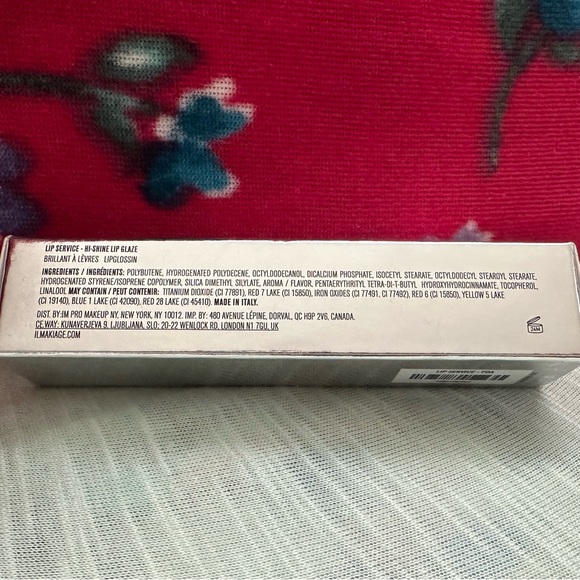 LIP SERVICE - HI-SHINE LIP GLAZE
BRILLANT À LÈVRES LIPGLOSSIN
INGREDIENTS / INGRÉDIENTS: POLYBUTENE, HYDROGENATED POLYDECENE, OCTYLDODECANOL, DICALCIUM PHOSPHATE, ISOCETYL STEARATE, OCTYLDODECYL STEAROYL STEARATE,
HYDROGENATED STYRENE/ISOPRENE COPOLYMER, SILICA DIMETHYL SILYLATE, AROMA / FLAVOR, PENTAERYTHRITYL TETRA-DI-T-BUTYL HYDROXYHYDROCINNAMATE, TOCOPHEROL,
LINALOOL MAY CONTAIN / PEUT CONTENIR: TITANIUM DIOXIDE (CI 77891), RED 7 LAKE (CI 15850), IRON OXIDES (CI 77491, CI 77492), RED 6 (CI 15850), YELLOW 5 LAKE
(CI 19140), BLUE 1 LAKE (CI 42090), RED 28 LAKE (CI 45410). MADE IN ITALY.
DIST. BY:IM PRO MAKEUP NY, NEW YORK, NY 10012. IMP. BY: 480 AVENUE LÉPINE, DORVAL, QC H9P 2V6, CANADA.
CE.WAY: KUNAVERJEVA 9, LJUBLJANA, SLO: 20-22 WENLOCK RD, LONDON N1 7GU, UK
ILMAKIAGE.COM
24M
LIP SERVICE -